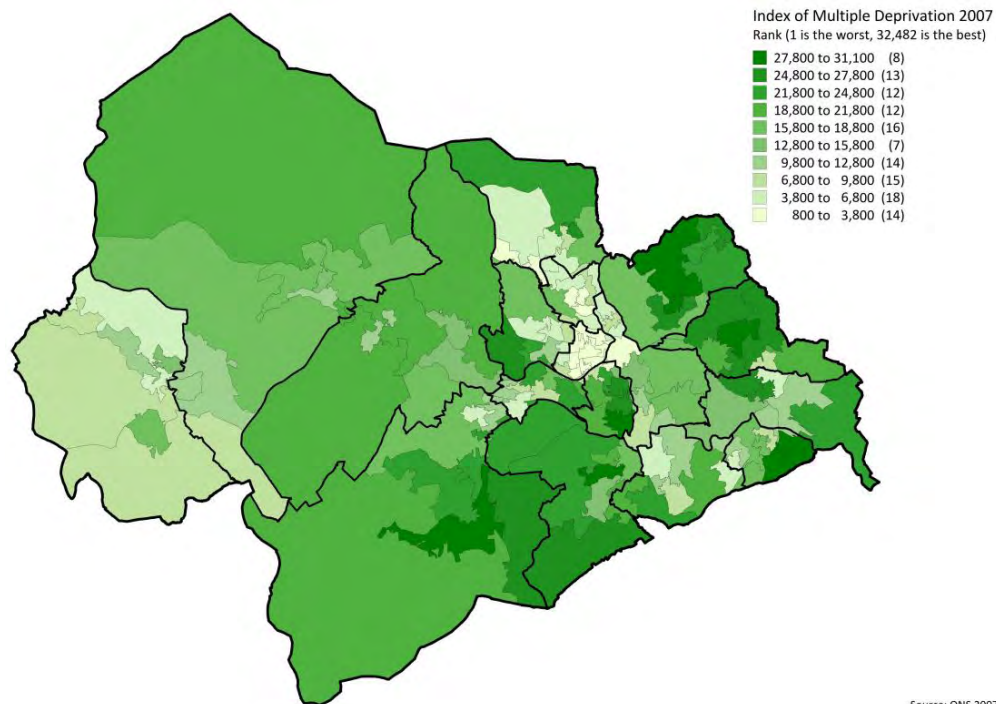 Index of Multiple Deprivation 2007
Rank (1 is the worst, 32,482 is the best)
27,800 to 31,100 (8)
24,800 to 27,800 (13)
21,800 to 24,800 (12)
18,800 to 21,800 (12)
15,800 to 18,800 (16)
12,800 to 15,800 (7)
9,800 to 12,800 (14)
6,800 to 9,800 (15)
3,800 to 6,800 (18)
800 to 3,800 (14)
Source: ONS 2007